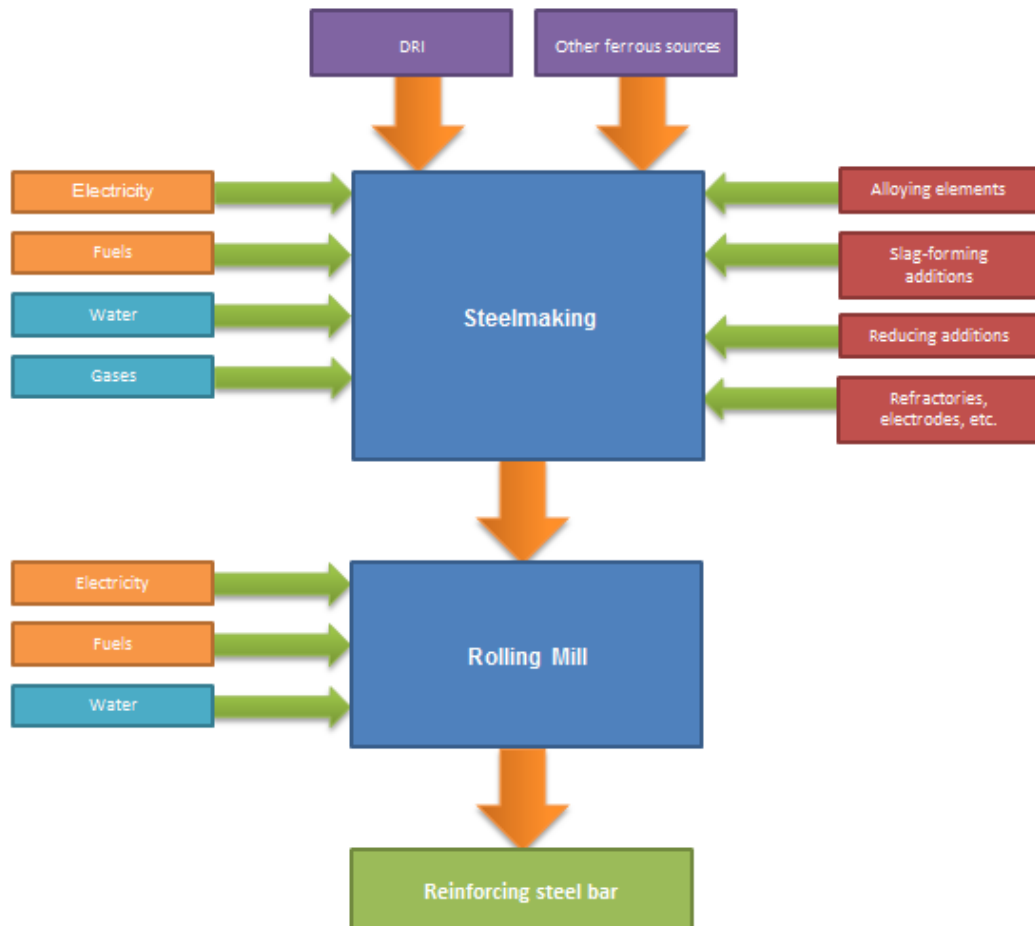 DRI
Other ferrous sources
Electricity
Fuels
Water
Gases
Steelmaking
Alloying elements
Slag-forming
additions
Reducing additions
Refractories,
electrodes, etc.
Electricity
Fuels
Water
Rolling Mill
Reinforcing steel bar